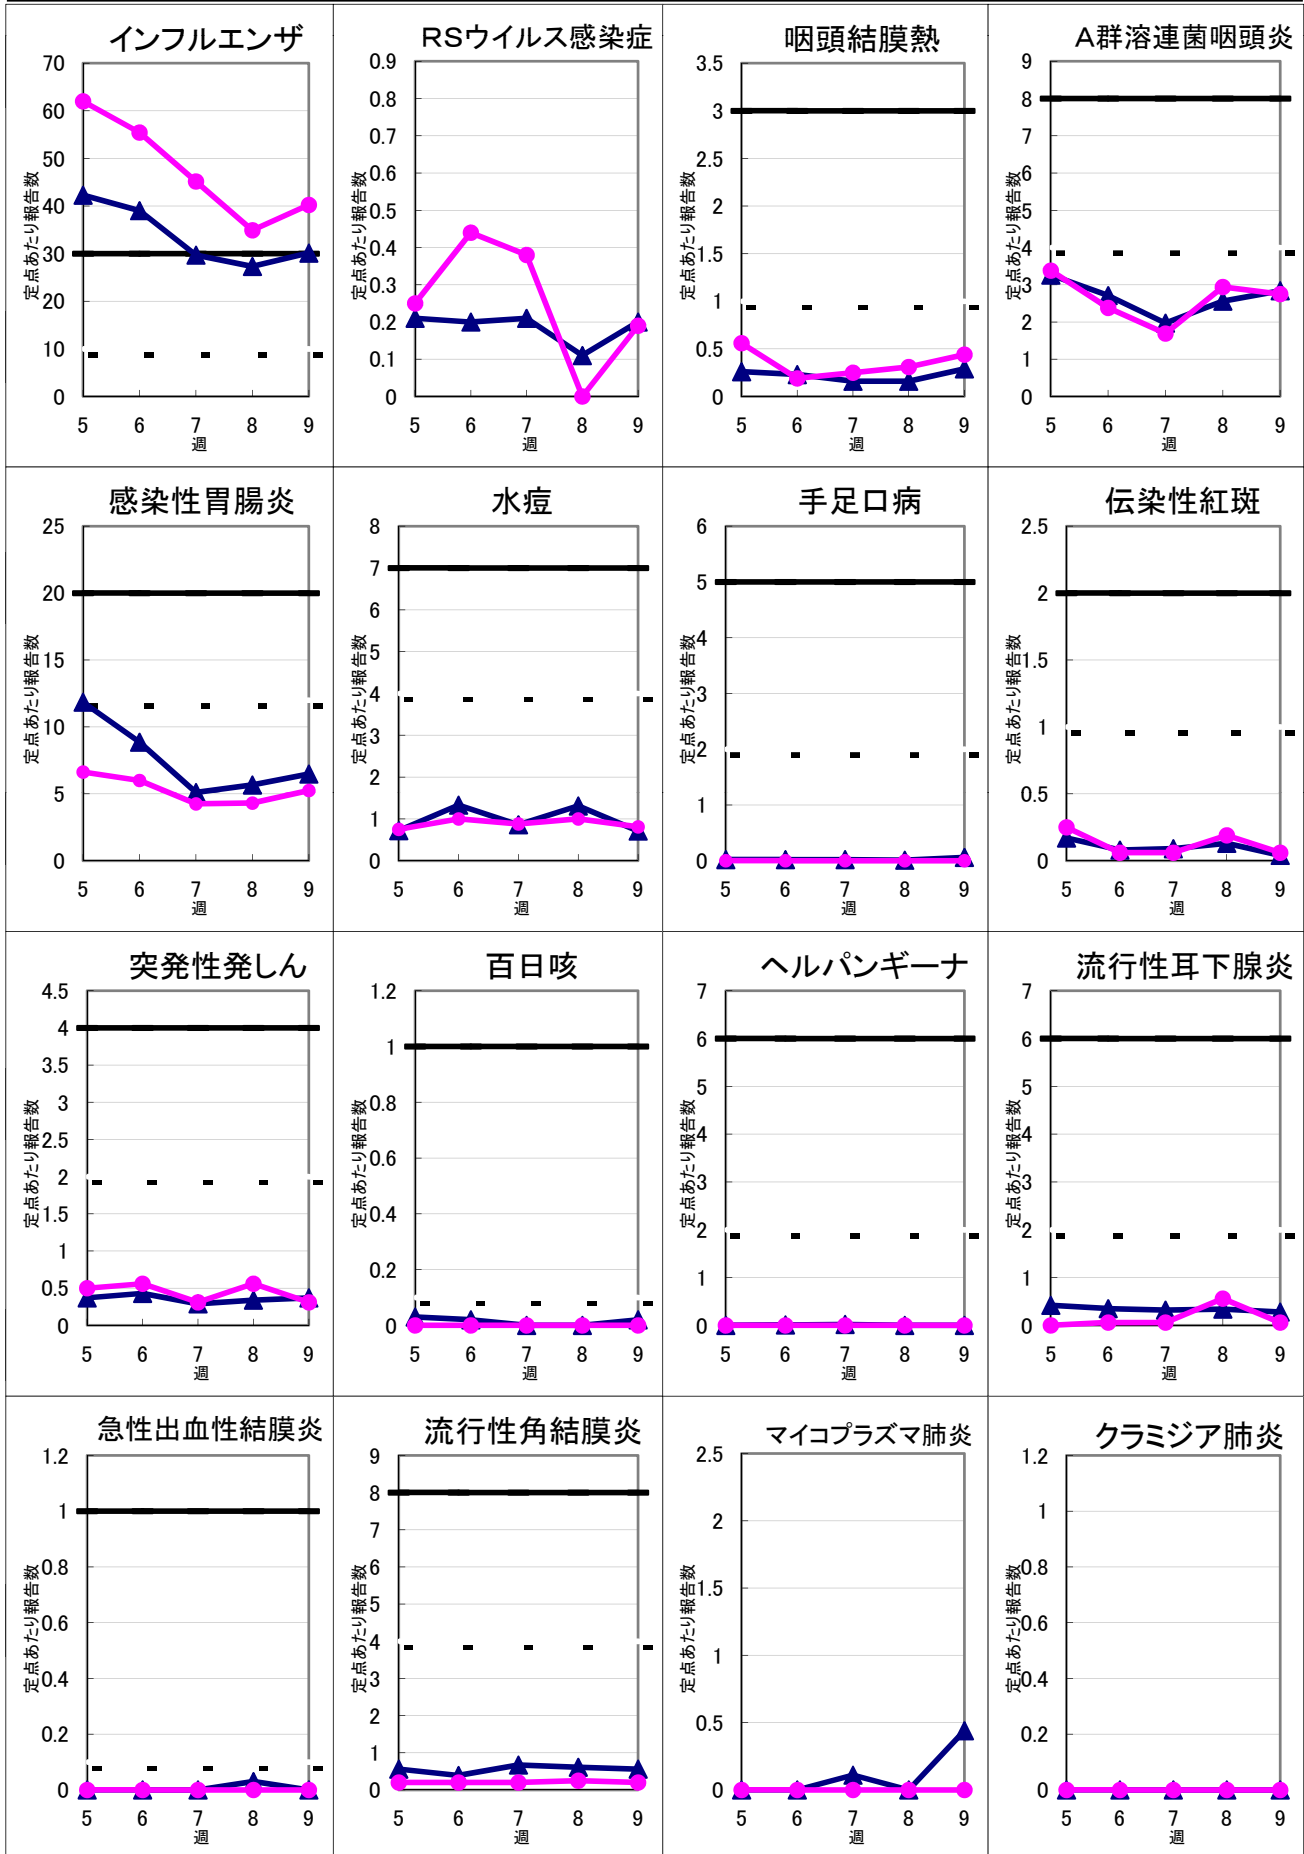 インフルエンザ
70
60
50
40
30
20
10
0
定点あたり報告数
5 6 7 8 9
週
RSウイルス感染症
0.9
0.8
0.7
0.6
0.5
0.4
0.3
0.2
0.1
0
定点あたり報告数
5 6 7 8 9
週
咽頭結膜熱
3.5
3
2.5
2
1.5
1
0.5
0
定点あたり報告数
5 6 7 8 9
週
A群溶連菌咽頭炎
9
8
7
6
5
4
3
2
1
0
定点あたり報告数
5 6 7 8 9
週
感染性胃腸炎
25
20
15
10
5
0
定点あたり報告数
5 6 7 8 9
週
水痘
8
7
6
5
4
3
2
1
0
定点あたり報告数
5 6 7 8 9
週
手足口病
6
5
4
3
2
1
0
定点あたり報告数
5 6 7 8 9
週
伝染性紅斑
2.5
2
1.5
1
0.5
0
定点あたり報告数
5 6 7 8 9
週
突発性発しん
4.5
4
3.5
3
2.5
2
1.5
1
0.5
0
定点あたり報告数
5 6 7 8 9
週
百日咳
1.2
1
0.8
0.6
0.4
0.2
0
定点あたり報告数
5 6 7 8 9
週
ヘルパンギーナ
7
6
5
4
3
2
1
0
定点あたり報告数
5 6 7 8 9
週
流行性耳下腺炎
7
6
5
4
3
2
1
0
定点あたり報告数
5 6 7 8 9
週
急性出血性結膜炎
1.2
1
0.8
0.6
0.4
0.2
0
定点あたり報告数
5 6 7 8 9
週
流行性角結膜炎
9
8
7
6
5
4
3
2
1
0
定点あたり報告数
5 6 7 8 9
週
マイコプラズマ肺炎
2.5
2
1.5
1
0.5
0
定点あたり報告数
5 6 7 8 9
週
クラミジア肺炎
1.2
1
0.8
0.6
0.4
0.2
0
定点あたり報告数
5 6 7 8 9
週